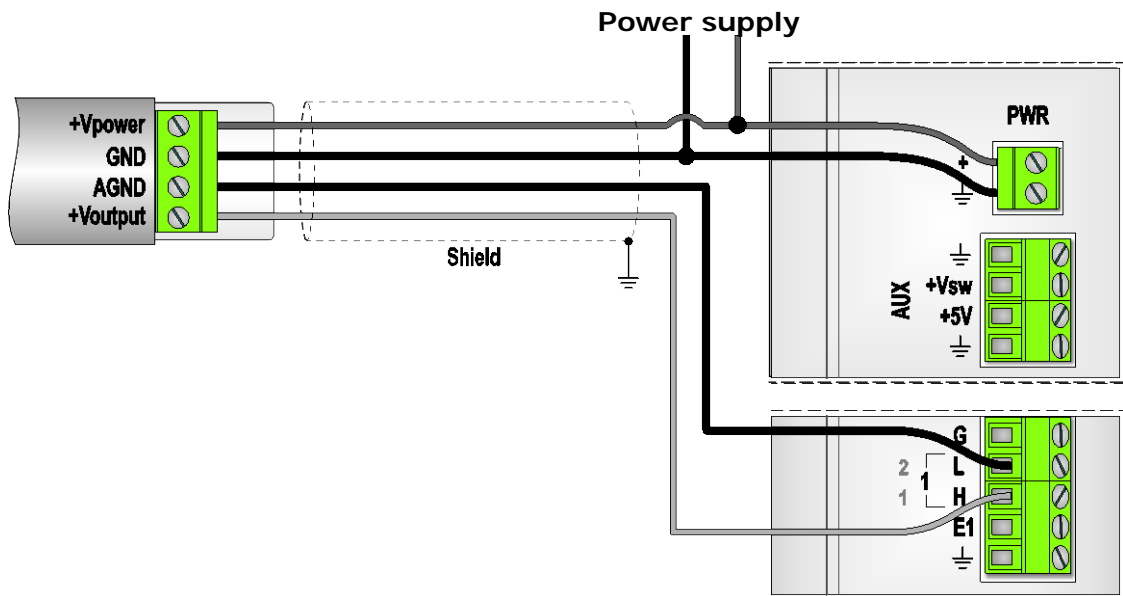 Power supply
+Vpower
GND
AGND
+Voutput
Shield
PWR
+
AUX
+Vsw
+5V
G
2
L
1
1
H
E1